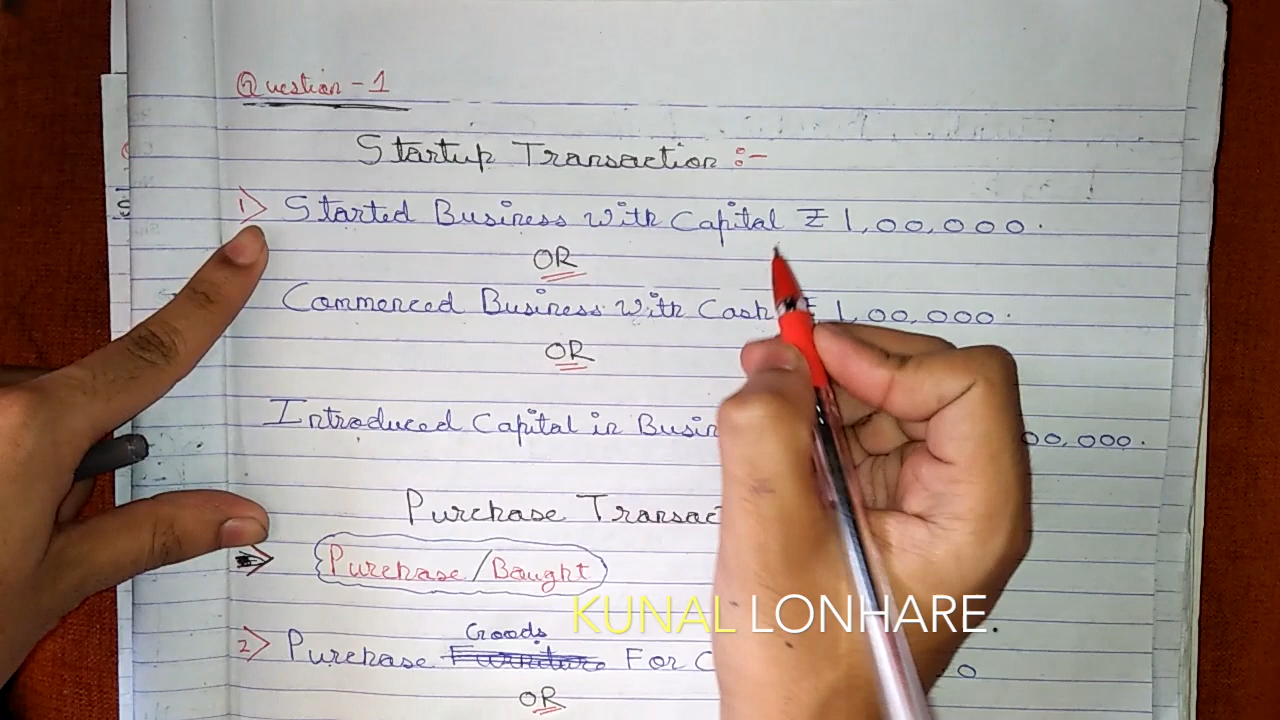 Question - 1
Startup Transaction :-
1> Started Business With Capital ₹ 1,00,000.
OR
Commenced Business With Cash ₹ 1,00,000.
OR
Introduced Capital in Busin 00,000.
Purchase Transac
Purchase / Baught
Goods
2> Purchase Furniture For C 0
OR
KUNAL LONHARE.